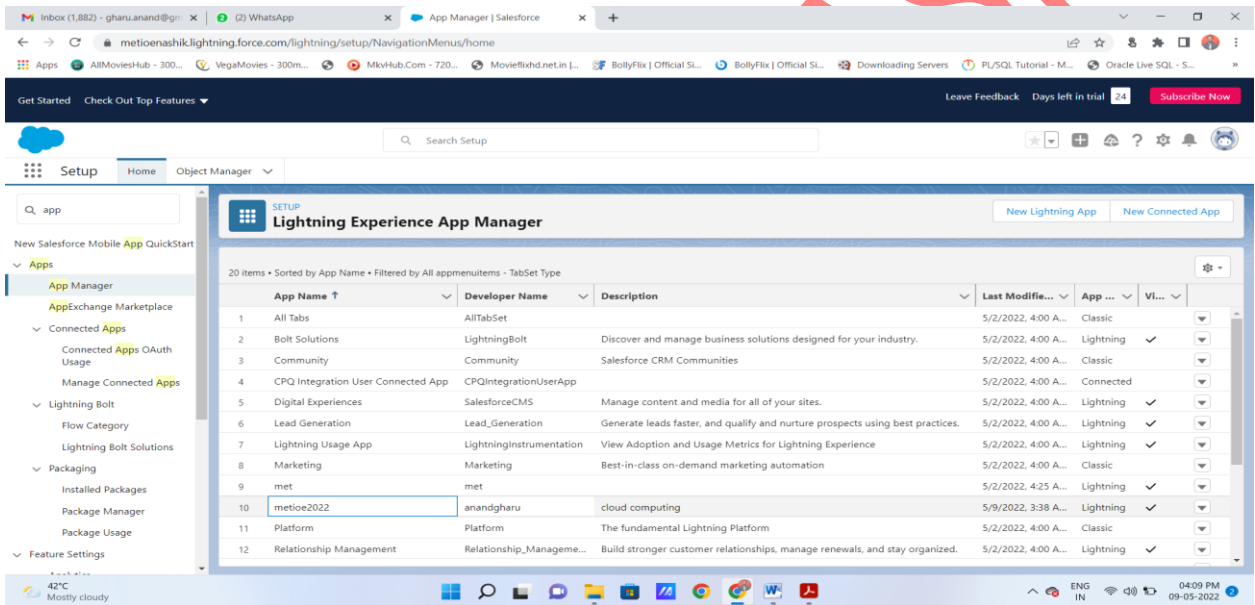 Inbox (1,882) - gharu.anand@gm
(2) WhatsApp
App Manager | Salesforce
metioenashik.lightning.force.com/lightning/setup/NavigationMenus/home
Apps AllMoviesHub - 300... VegaMovies - 300m... MkvHub.Com - 720... Movieflixhd.net.in |... BollyFlix | Official Si... BollyFlix | Official Si... Downloading Servers PL/SQL Tutorial - M... Oracle Live SQL - S... »
Get Started Check Out Top Features Leave Feedback Days left in trial 24 Subscribe Now
Search Setup
Setup Home Object Manager
app
New Salesforce Mobile App QuickStart
Apps
App Manager
AppExchange Marketplace
Connected Apps
Connected Apps OAuth
Usage
Manage Connected Apps
Lightning Bolt
Flow Category
Lightning Bolt Solutions
Packaging
Installed Packages
Package Manager
Package Usage
Feature Settings
SETUP
Lightning Experience App Manager
New Lightning App New Connected App
20 items • Sorted by App Name • Filtered by All appmenuitems - TabSet Type
App Name ↑ Developer Name Description Last Modifie... App ... Vi...
1 All Tabs AllTabSet 5/2/2022, 4:00 A... Classic
2 Bolt Solutions LightningBolt Discover and manage business solutions designed for your industry. 5/2/2022, 4:00 A... Lightning ✓
3 Community Community Salesforce CRM Communities 5/2/2022, 4:00 A... Classic
4 CPQ Integration User Connected App CPQIntegrationUserApp 5/2/2022, 4:00 A... Connected
5 Digital Experiences SalesforceCMS Manage content and media for all of your sites. 5/2/2022, 4:00 A... Lightning ✓
6 Lead Generation Lead_Generation Generate leads faster, and qualify and nurture prospects using best practices. 5/2/2022, 4:00 A... Lightning ✓
7 Lightning Usage App LightningInstrumentation View Adoption and Usage Metrics for Lightning Experience 5/2/2022, 4:00 A... Lightning ✓
8 Marketing Marketing Best-in-class on-demand marketing automation 5/2/2022, 4:00 A... Classic
9 met met 5/2/2022, 4:25 A... Lightning ✓
10 metioe2022 anandgharu cloud computing 5/9/2022, 3:38 A... Lightning ✓
11 Platform Platform The fundamental Lightning Platform 5/2/2022, 4:00 A... Classic
12 Relationship Management Relationship_Manageme... Build stronger customer relationships, manage renewals, and stay organized. 5/2/2022, 4:00 A... Lightning ✓
42°C
Mostly cloudy
ENG
IN
04:09 PM
09-05-2022
2